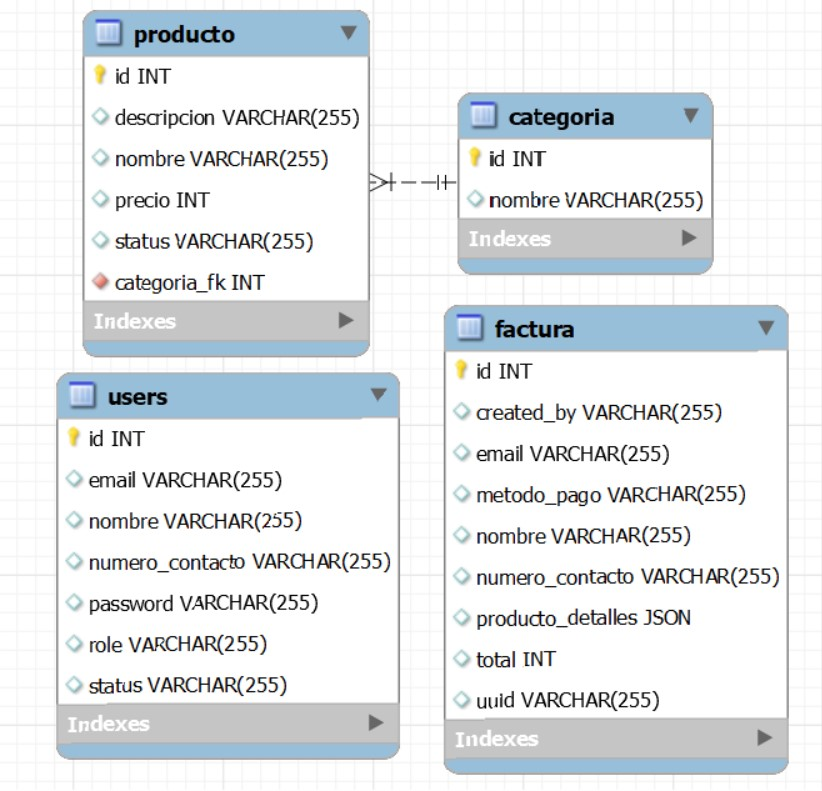 producto
id INT
descripcion VARCHAR(255)
nombre VARCHAR(255)
precio INT
status VARCHAR(255)
categoria_fk INT
Indexes
categoria
id INT
nombre VARCHAR(255)
Indexes
users
id INT
email VARCHAR(255)
nombre VARCHAR(255)
numero_contacto VARCHAR(255)
password VARCHAR(255)
role VARCHAR(255)
status VARCHAR(255)
Indexes
factura
id INT
created_by VARCHAR(255)
email VARCHAR(255)
metodo_pago VARCHAR(255)
nombre VARCHAR(255)
numero_contacto VARCHAR(255)
producto_detalles JSON
total INT
uuid VARCHAR(255)
Indexes